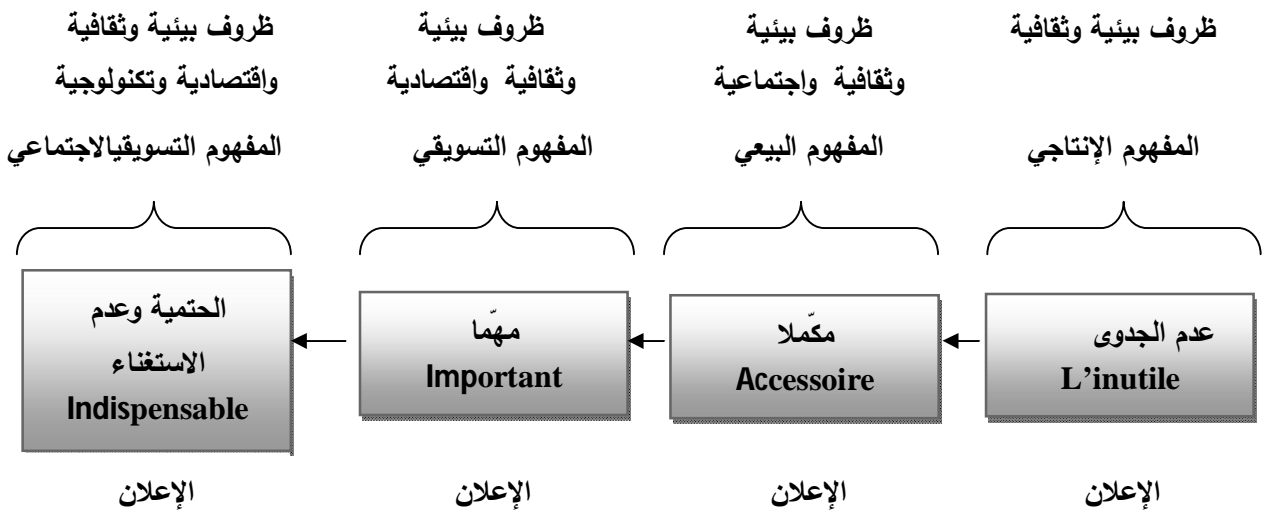 ظروف بيئية وثقافية
المفهوم الإنتاجي
عدم الجدوى
L'inutile
الإعلان
ظروف بيئية
وثقافية واجتماعية
المفهوم البيعي
مكّملا
Accessoire
الإعلان
ظروف بيئية
وثقافية واقتصادية
المفهوم التسويقي
مهّما
Important
الإعلان
ظروف بيئية وثقافية
واقتصادية وتكنولوجية
المفهوم التسويقيالاجتماعي
الحتمية وعدم
الاستغناء
Indispensable
الإعلان